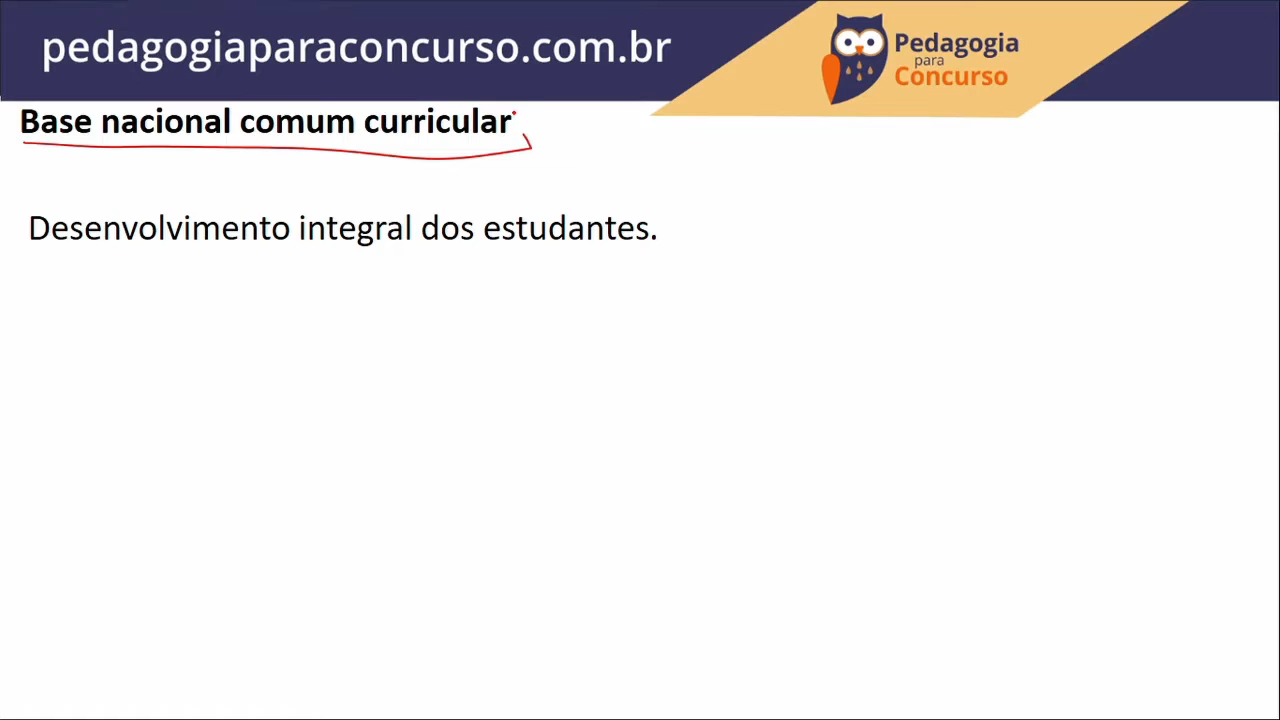 pedagogiaparaconcurso.com.br
Pedagogia
para
Concurso
Base nacional comum curricular
Desenvolvimento integral dos estudantes.